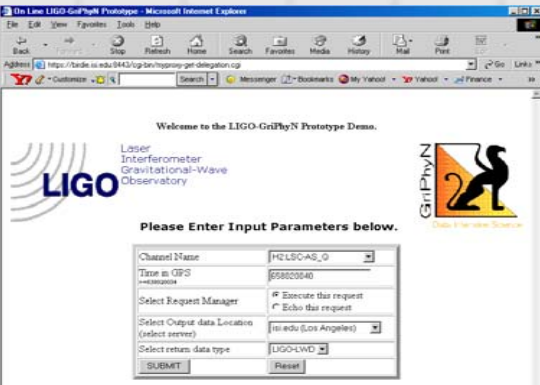 On Line LIGO-GriPhyN Prototype - Microsoft Internet Explorer
File Edit View Favorites Tools Help
Back Stop Refresh Home Search Favorites Media History Mail Print
Address https://birdie.isi.edu:8443/cgi-bin/myproxy-get-delegation.cgi Go Links »
Y7 Customize Search Messenger Bookmarks My Yahoo! Yahoo! Finance »
Welcome to the LIGO-GriPhyN Prototype Demo.
LIGO
Laser
Interferometer
Gravitational-Wave
Observatory
GriPhyN
Data Intensive Science
Please Enter Input Parameters below.
Channel Name H2:LSC-AS_Q
Time in GPS 658020040
Select Request Manager Execute this request
Echo this request
Select Output data Location isi.edu (Los Angeles)
(select server)
Select return data type LIGO-LWD
SUBMIT Reset